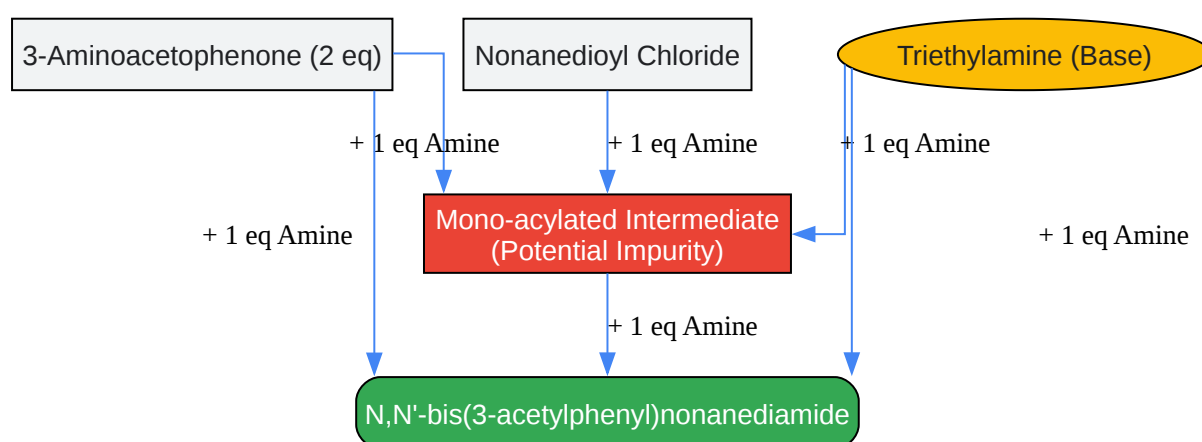 3-Aminoacetophenone (2 eq)
Nonanedioyl Chloride
Triethylamine (Base)
+ 1 eq Amine
+ 1 eq Amine
+ 1 eq Amine
Mono-acylated Intermediate
(Potential Impurity)
+ 1 eq Amine
+ 1 eq Amine
+ 1 eq Amine
N,N'-bis(3-acetylphenyl)nonanediamide